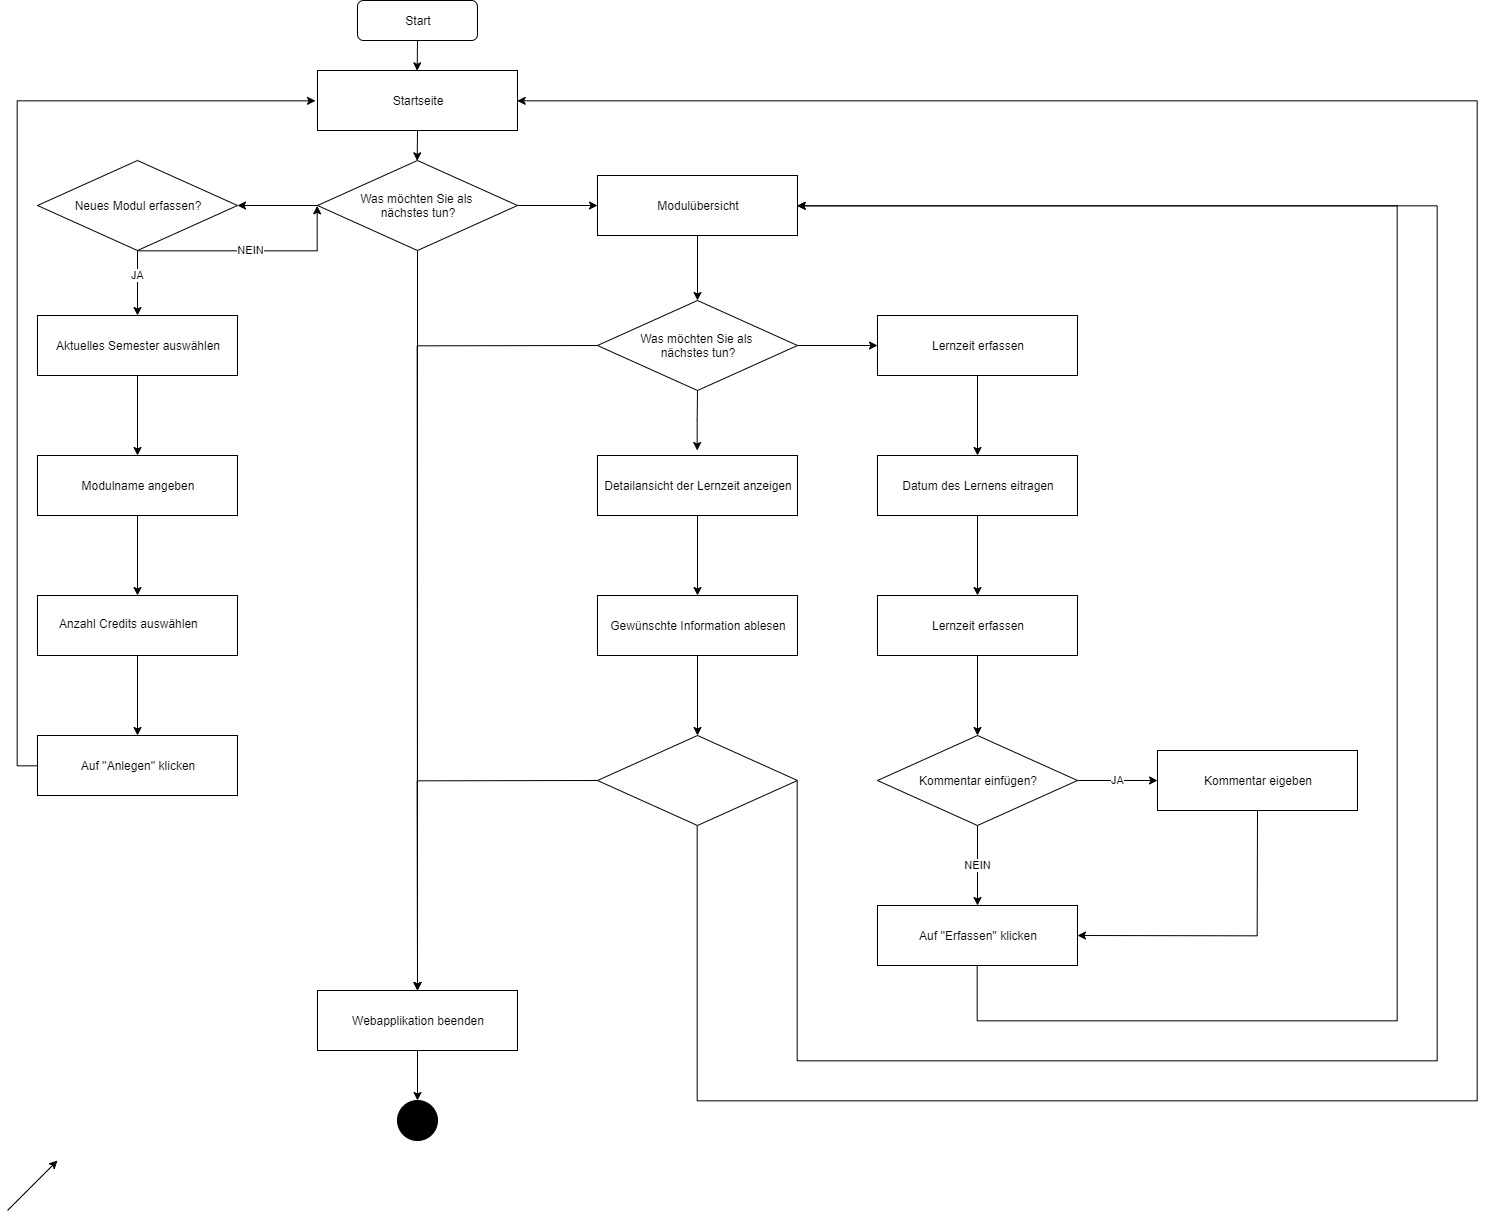 Start
Startseite
Neues Modul erfassen?
Was möchten Sie als
nächstes tun?
Modulübersicht
NEIN
JA
Aktuelles Semester auswählen
Was möchten Sie als
nächstes tun?
Lernzeit erfassen
Modulname angeben
Detailansicht der Lernzeit anzeigen
Datum des Lernens eitragen
Anzahl Credits auswählen
Gewünschte Information ablesen
Lernzeit erfassen
Auf "Anlegen" klicken
Kommentar einfügen?
JA
Kommentar eigeben
NEIN
Auf "Erfassen" klicken
Webapplikation beenden